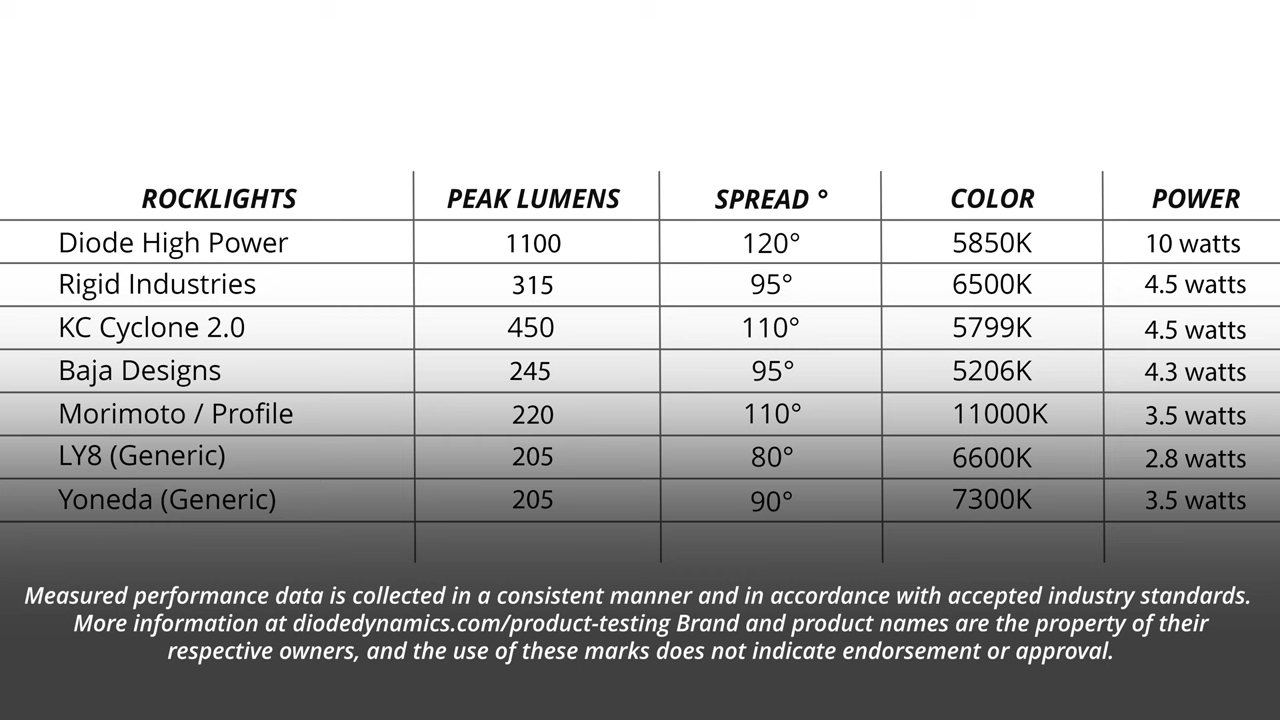 ROCKLIGHTS PEAK LUMENS SPREAD ° COLOR POWER
Diode High Power 1100 120° 5850K 10 watts
Rigid Industries 315 95° 6500K 4.5 watts
KC Cyclone 2.0 450 110° 5799K 4.5 watts
Baja Designs 245 95° 5206K 4.3 watts
Morimoto / Profile 220 110° 11000K 3.5 watts
LY8 (Generic) 205 80° 6600K 2.8 watts
Yoneda (Generic) 205 90° 7300K 3.5 watts
Measured performance data is collected in a consistent manner and in accordance with accepted industry standards.
More information at diodedynamics.com/product-testing Brand and product names are the property of their
respective owners, and the use of these marks does not indicate endorsement or approval.